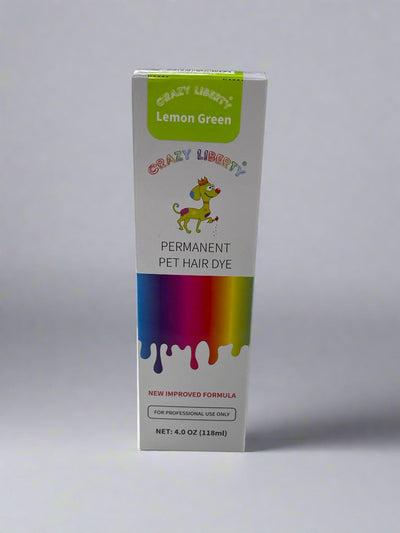 CRAZY LIBERTY®
Lemon Green
CRAZY LIBERTY®
PERMANENT
PET HAIR DYE
NEW IMPROVED FORMULA
FOR PROFESSIONAL USE ONLY
NET: 4.0 OZ (118ml)